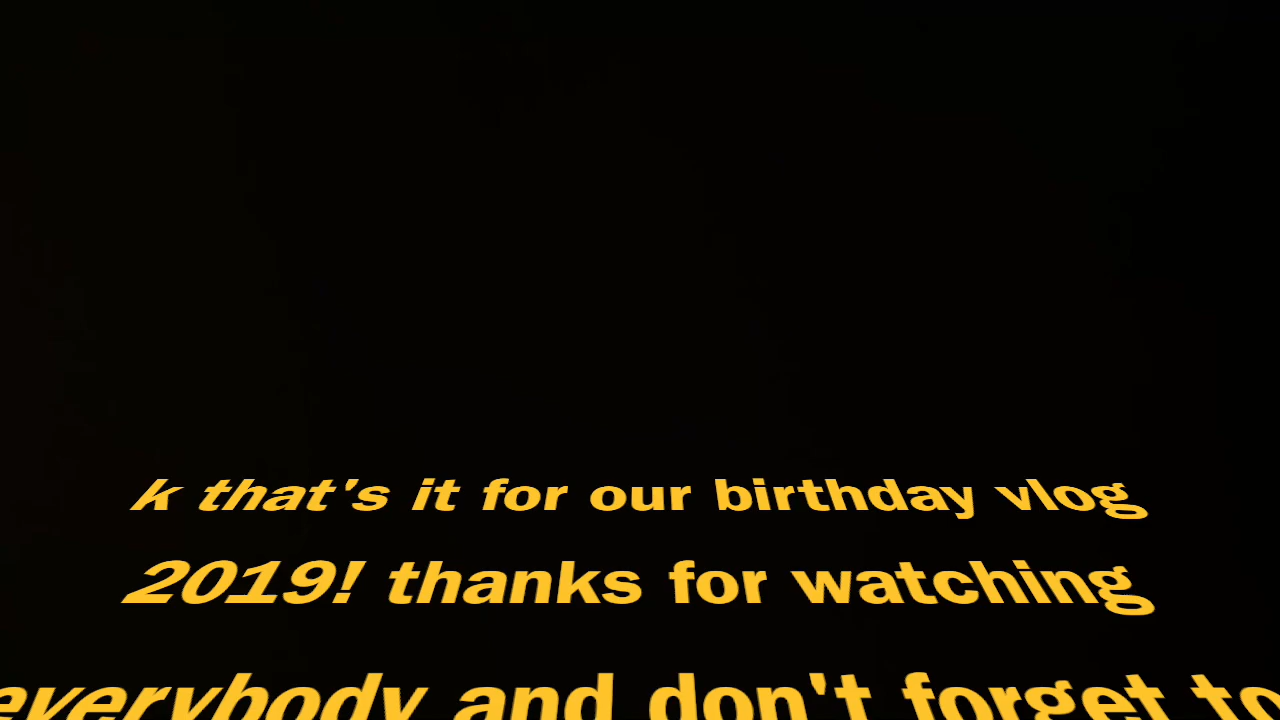 k that's it for our birthday vlog
2019! thanks for watching
everybody and don't forget to